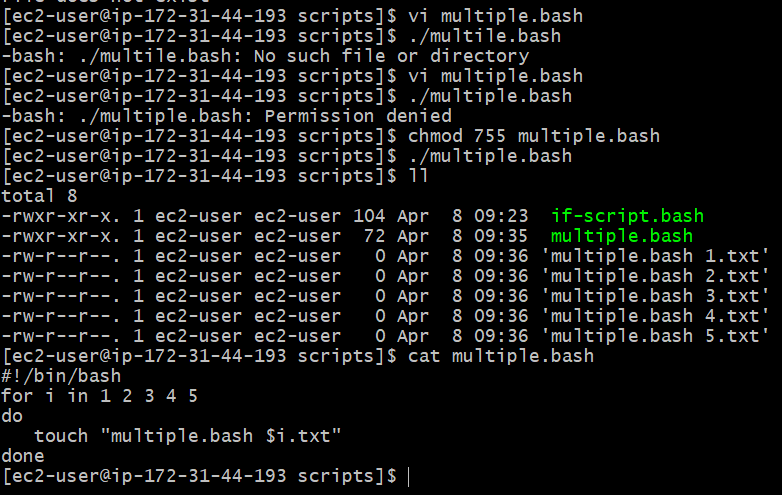 [ec2-user@ip-172-31-44-193 scripts]$ vi multiple.bash
[ec2-user@ip-172-31-44-193 scripts]$ ./multile.bash
-bash: ./multile.bash: No such file or directory
[ec2-user@ip-172-31-44-193 scripts]$ vi multiple.bash
[ec2-user@ip-172-31-44-193 scripts]$ ./multiple.bash
-bash: ./multiple.bash: Permission denied
[ec2-user@ip-172-31-44-193 scripts]$ chmod 755 multiple.bash
[ec2-user@ip-172-31-44-193 scripts]$ ./multiple.bash
[ec2-user@ip-172-31-44-193 scripts]$ ll
total 8
-rwxr-xr-x. 1 ec2-user ec2-user 104 Apr  8 09:23  if-script.bash
-rwxr-xr-x. 1 ec2-user ec2-user  72 Apr  8 09:35  multiple.bash
-rw-r--r--. 1 ec2-user ec2-user   0 Apr  8 09:36 'multiple.bash 1.txt'
-rw-r--r--. 1 ec2-user ec2-user   0 Apr  8 09:36 'multiple.bash 2.txt'
-rw-r--r--. 1 ec2-user ec2-user   0 Apr  8 09:36 'multiple.bash 3.txt'
-rw-r--r--. 1 ec2-user ec2-user   0 Apr  8 09:36 'multiple.bash 4.txt'
-rw-r--r--. 1 ec2-user ec2-user   0 Apr  8 09:36 'multiple.bash 5.txt'
[ec2-user@ip-172-31-44-193 scripts]$ cat multiple.bash
#!/bin/bash
for i in 1 2 3 4 5
do
   touch "multiple.bash $i.txt"
done
[ec2-user@ip-172-31-44-193 scripts]$